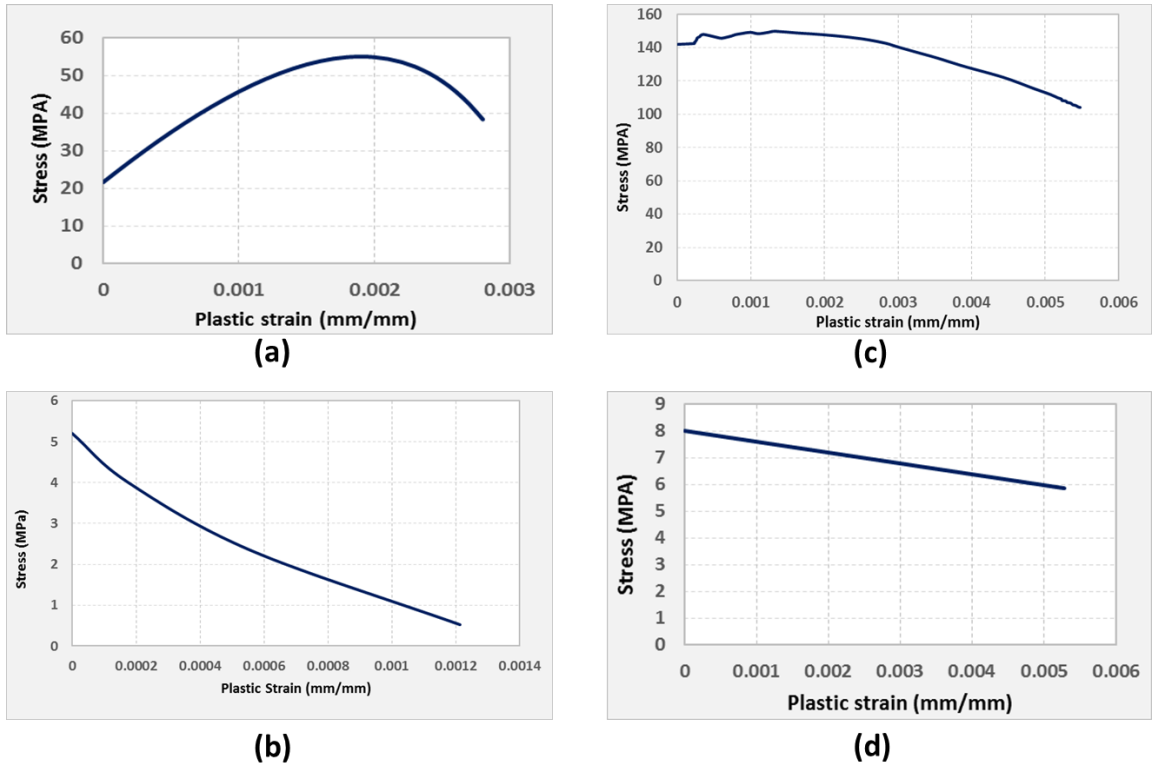 60
50
40
30
20
10
0
Stress (MPA)
0 0.001 0.002 0.003
Plastic strain (mm/mm)
(a)
160
140
120
100
80
60
40
20
0
Stress (MPA)
0 0.001 0.002 0.003 0.004 0.005 0.006
Plastic strain (mm/mm)
(c)
6
5
4
3
2
1
0
Stress (MPa)
0 0.0002 0.0004 0.0006 0.0008 0.001 0.0012 0.0014
Plastic Strain (mm/mm)
(b)
9
8
7
6
5
4
3
2
1
0
Stress (MPA)
0 0.001 0.002 0.003 0.004 0.005 0.006
Plastic strain (mm/mm)
(d)